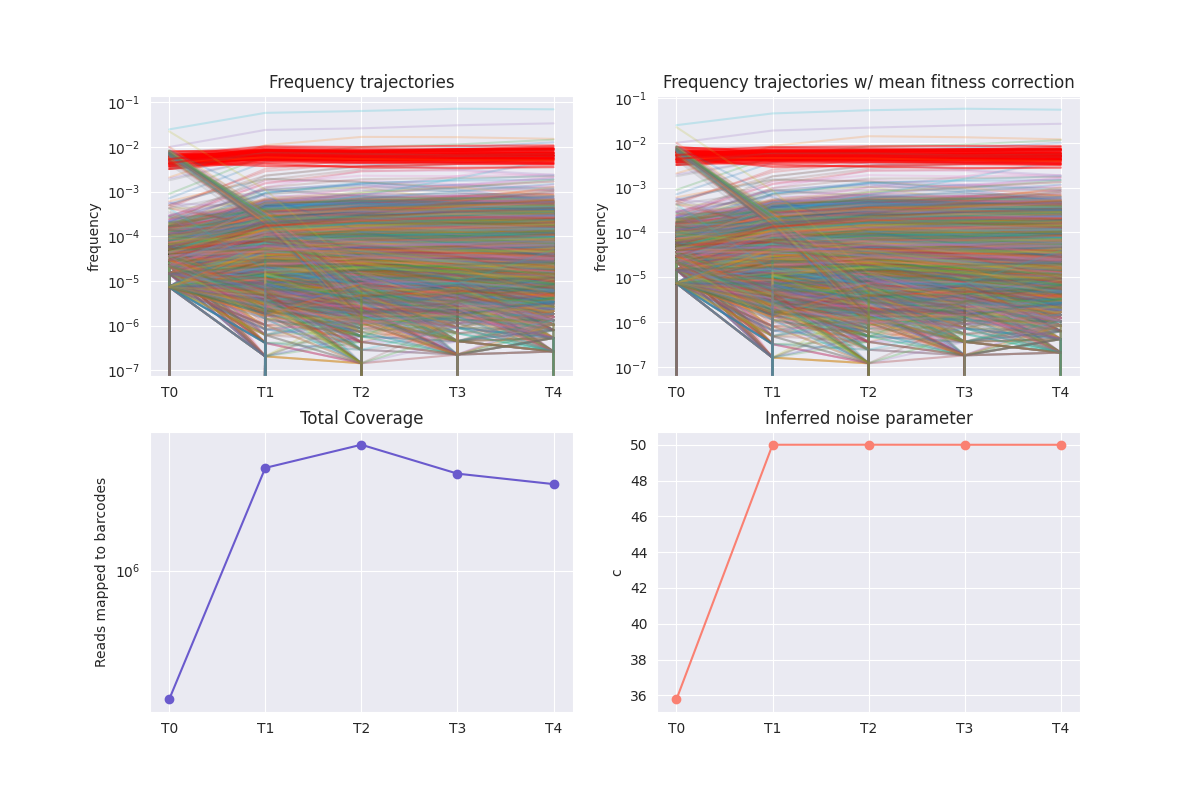 Frequency trajectories
Frequency trajectories w/ mean fitness correction
frequency
10⁻¹
10⁻²
10⁻³
10⁻⁴
10⁻⁵
10⁻⁶
10⁻⁷
T0 T1 T2 T3 T4
frequency
10⁻¹
10⁻²
10⁻³
10⁻⁴
10⁻⁵
10⁻⁶
10⁻⁷
T0 T1 T2 T3 T4
Total Coverage
Reads mapped to barcodes
10⁶
T0 T1 T2 T3 T4
Inferred noise parameter
c
50
48
46
44
42
40
38
36
T0 T1 T2 T3 T4